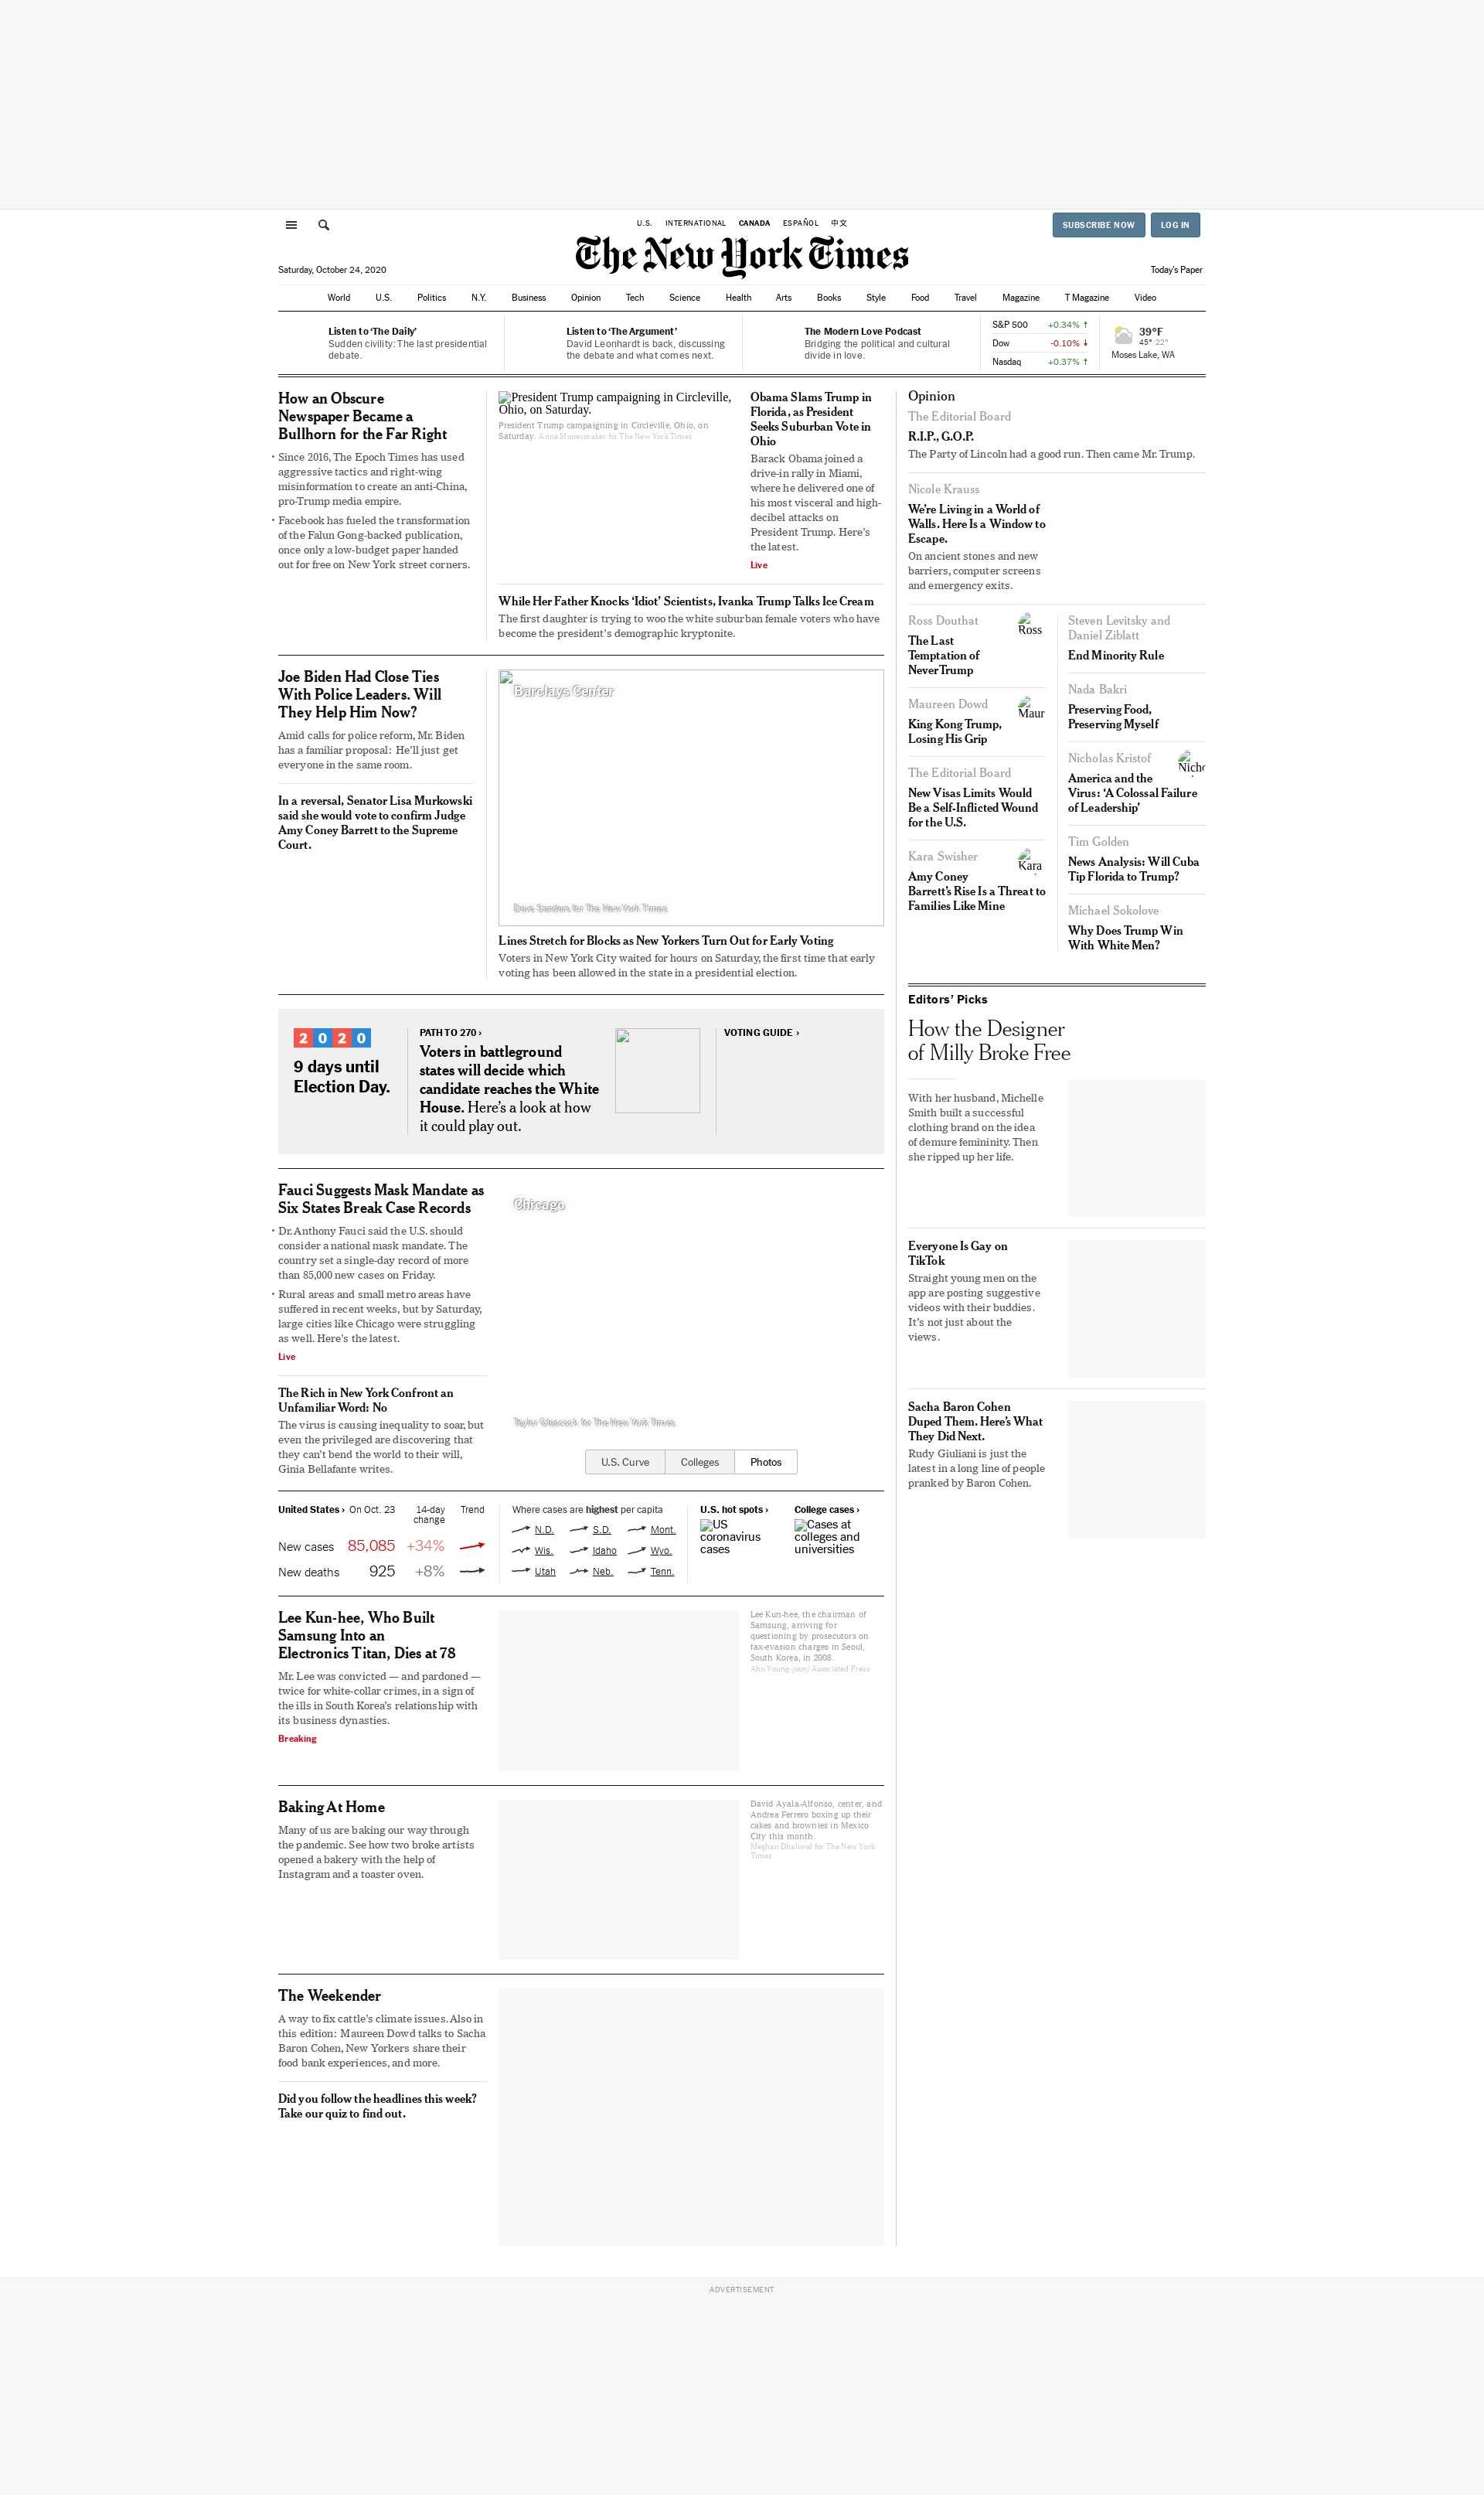 U.S. INTERNATIONAL CANADA ESPAÑOL 中文
SUBSCRIBE NOW LOG IN
The New York Times
Saturday, October 24, 2020
Today's Paper
World U.S. Politics N.Y. Business Opinion Tech Science Health Arts Books Style Food Travel Magazine T Magazine Video
Listen to ‘The Daily’
Sudden civility: The last presidential
debate.
Listen to ‘The Argument’
David Leonhardt is back, discussing
the debate and what comes next.
The Modern Love Podcast
Bridging the political and cultural
divide in love.
S&P 500 +0.34% ↑
Dow -0.10% ↓
Nasdaq +0.37% ↑
39°F
45° 22°
Moses Lake, WA
How an Obscure
Newspaper Became a
Bullhorn for the Far Right
• Since 2016, The Epoch Times has used
aggressive tactics and right-wing
misinformation to create an anti-China,
pro-Trump media empire.
• Facebook has fueled the transformation
of the Falun Gong-backed publication,
once only a low-budget paper handed
out for free on New York street corners.
President Trump campaigning in Circleville,
Ohio, on Saturday.
President Trump campaigning in Circleville, Ohio, on
Saturday. Anna Moneymaker for The New York Times
Obama Slams Trump in
Florida, as President
Seeks Suburban Vote in
Ohio
Barack Obama joined a
drive-in rally in Miami,
where he delivered one of
his most visceral and high-
decibel attacks on
President Trump. Here’s
the latest.
Live
While Her Father Knocks ‘Idiot’ Scientists, Ivanka Trump Talks Ice Cream
The first daughter is trying to woo the white suburban female voters who have
become the president’s demographic kryptonite.
Joe Biden Had Close Ties
With Police Leaders. Will
They Help Him Now?
Amid calls for police reform, Mr. Biden
has a familiar proposal: He’ll just get
everyone in the same room.
In a reversal, Senator Lisa Murkowski
said she would vote to confirm Judge
Amy Coney Barrett to the Supreme
Court.
Barclays Center
Dave Sanders for The New York Times
Lines Stretch for Blocks as New Yorkers Turn Out for Early Voting
Voters in New York City waited for hours on Saturday, the first time that early
voting has been allowed in the state in a presidential election.
2020
9 days until
Election Day.
PATH TO 270 ›
Voters in battleground
states will decide which
candidate reaches the White
House. Here’s a look at how
it could play out.
VOTING GUIDE ›
Fauci Suggests Mask Mandate as
Six States Break Case Records
• Dr. Anthony Fauci said the U.S. should
consider a national mask mandate. The
country set a single-day record of more
than 85,000 new cases on Friday.
• Rural areas and small metro areas have
suffered in recent weeks, but by Saturday,
large cities like Chicago were struggling
as well. Here’s the latest.
Live
The Rich in New York Confront an
Unfamiliar Word: No
The virus is causing inequality to soar, but
even the privileged are discovering that
they can’t bend the world to their will,
Ginia Bellafante writes.
Chicago
Taylor Glascock for The New York Times
U.S. Curve Colleges Photos
United States › On Oct. 23 14-day
change Trend
New cases 85,085 +34%
New deaths 925 +8%
Where cases are highest per capita
N.D. S.D. Mont.
Wis. Idaho Wyo.
Utah Neb. Tenn.
U.S. hot spots ›
US
coronavirus
cases
College cases ›
Cases at
colleges and
universities
Lee Kun-hee, Who Built
Samsung Into an
Electronics Titan, Dies at 78
Mr. Lee was convicted — and pardoned —
twice for white-collar crimes, in a sign of
the ills in South Korea’s relationship with
its business dynasties.
Breaking
Lee Kun-hee, the chairman of
Samsung, arriving for
questioning by prosecutors on
tax-evasion charges in Seoul,
South Korea, in 2008.
Ahn Young-joon/Associated Press
Baking At Home
Many of us are baking our way through
the pandemic. See how two broke artists
opened a bakery with the help of
Instagram and a toaster oven.
David Ayala-Alfonso, center, and
Andrea Ferrero boxing up their
cakes and brownies in Mexico
City this month.
Meghan Dhaliwal for The New York
Times
The Weekender
A way to fix cattle’s climate issues. Also in
this edition: Maureen Dowd talks to Sacha
Baron Cohen, New Yorkers share their
food bank experiences, and more.
Did you follow the headlines this week?
Take our quiz to find out.
Opinion
The Editorial Board
R.I.P., G.O.P.
The Party of Lincoln had a good run. Then came Mr. Trump.
Nicole Krauss
We’re Living in a World of
Walls. Here Is a Window to
Escape.
On ancient stones and new
barriers, computer screens
and emergency exits.
Ross Douthat
Ross
The Last
Temptation of
NeverTrump
Maureen Dowd
Maur
King Kong Trump,
Losing His Grip
The Editorial Board
New Visas Limits Would
Be a Self-Inflicted Wound
for the U.S.
Kara Swisher
Kara
Amy Coney
Barrett’s Rise Is a Threat to
Families Like Mine
Steven Levitsky and
Daniel Ziblatt
End Minority Rule
Nada Bakri
Preserving Food,
Preserving Myself
Nicholas Kristof
Nicho
America and the
Virus: ‘A Colossal Failure
of Leadership’
Tim Golden
News Analysis: Will Cuba
Tip Florida to Trump?
Michael Sokolove
Why Does Trump Win
With White Men?
Editors’ Picks
How the Designer
of Milly Broke Free
With her husband, Michelle
Smith built a successful
clothing brand on the idea
of demure femininity. Then
she ripped up her life.
Everyone Is Gay on
TikTok
Straight young men on the
app are posting suggestive
videos with their buddies.
It’s not just about the
views.
Sacha Baron Cohen
Duped Them. Here’s What
They Did Next.
Rudy Giuliani is just the
latest in a long line of people
pranked by Baron Cohen.
ADVERTISEMENT